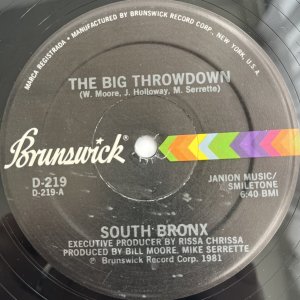 MARCA REGISTRADA · MANUFACTURED BY BRUNSWICK RECORD CORP., NEW YORK, U.S.A.
THE BIG THROWDOWN
(W. Moore, J. Holloway, M. Serrette)
Brunswick
D-219
D-219-A
JANION MUSIC/
SMILETONE
6:40 BMI
SOUTH BRONX
EXECUTIVE PRODUCER BY RISSA CHRISSA
PRODUCED BY BILL MOORE, MIKE SERRETTE
℗ Brunswick Record Corp. 1981